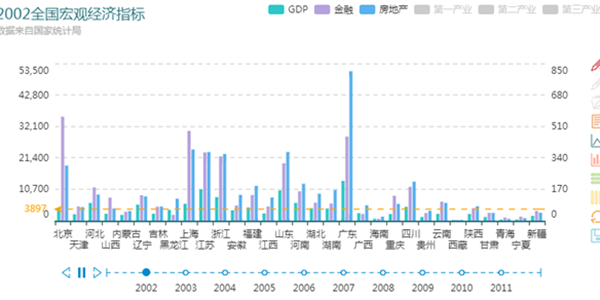 2002全国宏观经济指标
数据来自国家统计局
GDP 金融 房地产 第一产业 第二产业 第三产业
53,500 850
42,800 680
32,100 510
21,400 340
10,700 170
3897
0 0
北京 河北 内蒙古 吉林 上海 浙江 福建 山东 湖北 广东 海南 四川 云南 陕西 青海 新疆
天津 山西 辽宁 黑龙江 江苏 安徽 江西 河南 湖南 广西 重庆 贵州 西藏 甘肃 宁夏
2002 2003 2004 2005 2006 2007 2008 2009 2010 2011